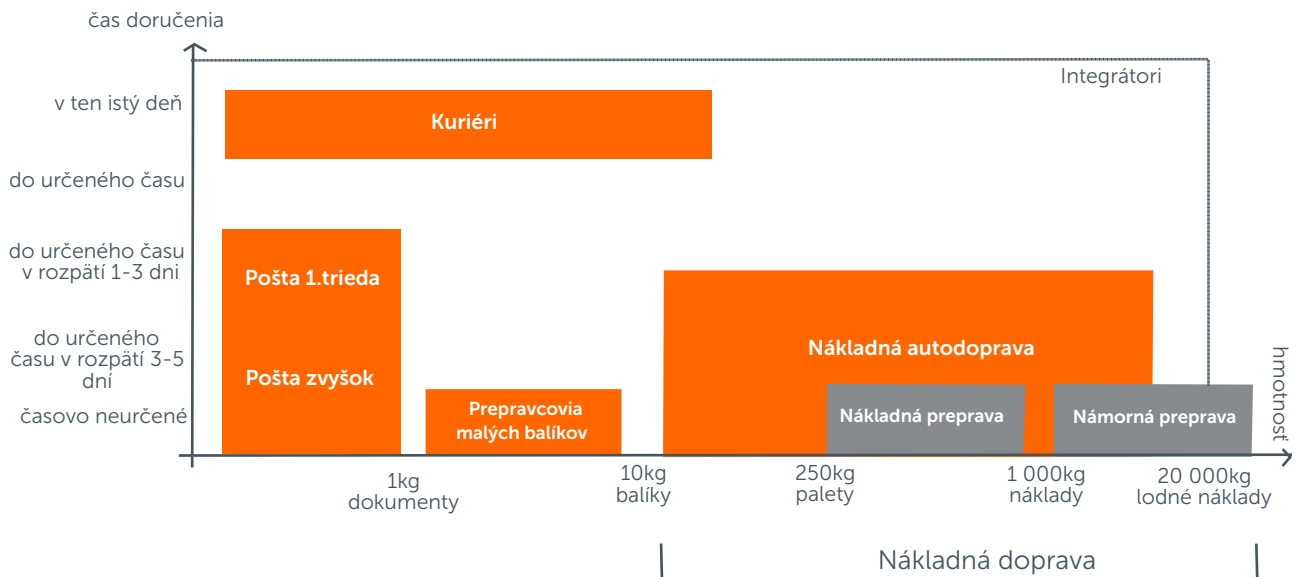 čas doručenia
Integrátori
v ten istý deň
Kuriéri
do určeného času
do určeného času
v rozpätí 1-3 dni
Pošta 1.trieda
do určeného
času v rozpätí 3-5
dní
Nákladná autodoprava
Pošta zvyšok
hmotnosť
časovo neurčené
Prepravcovia
malých balíkov
Nákladná preprava
Námorná preprava
1kg
dokumenty
10kg
balíky
250kg
palety
1 000kg
náklady
20 000kg
lodné náklady
Nákladná doprava